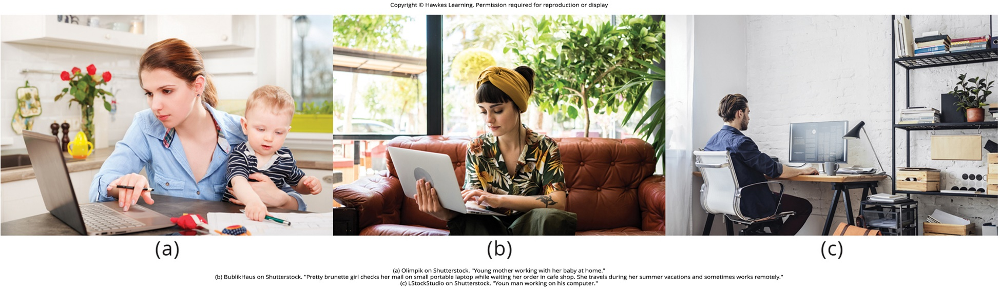 Copyright © Hawkes Learning. Permission required for reproduction or display
(a)
(b)
(c)
(a) Olimpik on Shutterstock. "Young mother working with her baby at home."
(b) BublikHaus on Shutterstock. "Pretty brunette girl checks her mail on small portable laptop while waiting her order in cafe shop. She travels during her summer vacations and sometimes works remotely."
(c) LStockStudio on Shutterstock. "Youn man working on his computer."